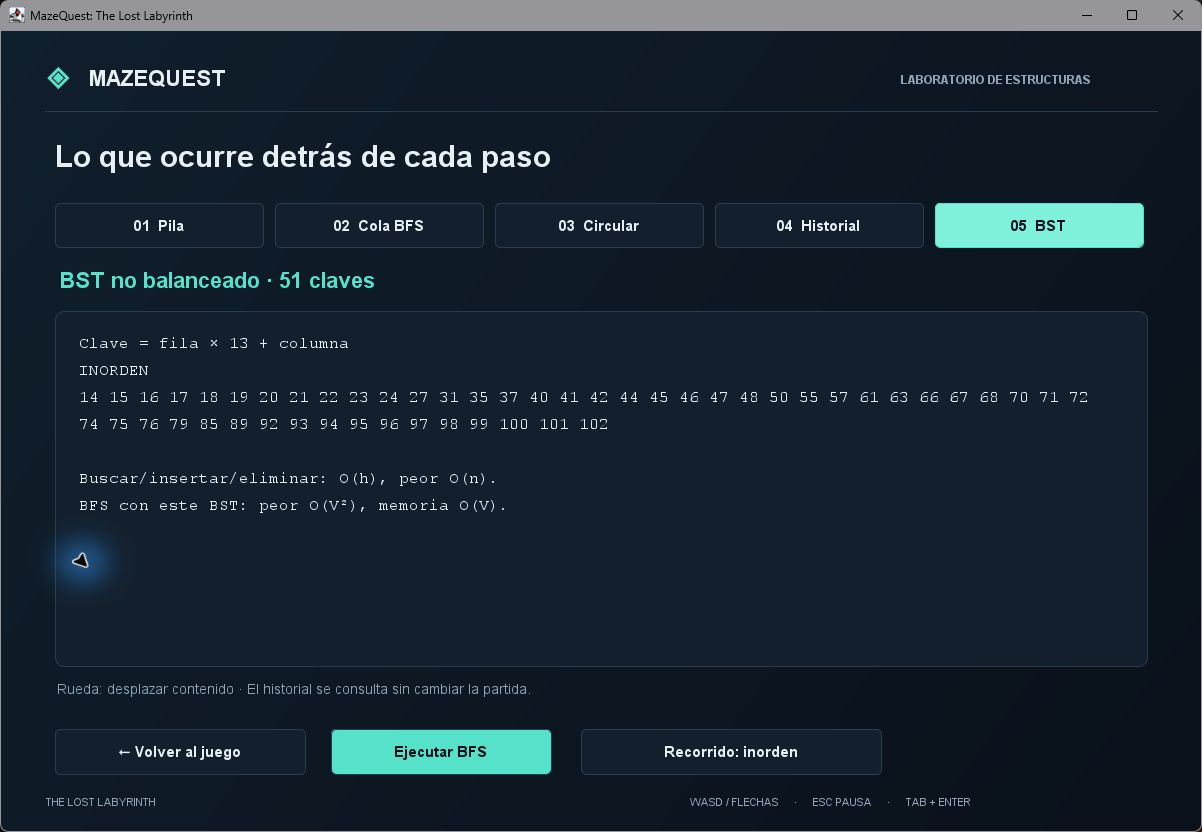 MazeQuest: The Lost Labyrinth
MAZEQUEST
LABORATORIO DE ESTRUCTURAS
Lo que ocurre detrás de cada paso
01 Pila
02 Cola BFS
03 Circular
04 Historial
05 BST
BST no balanceado · 51 claves
Clave = fila × 13 + columna
INORDEN
14 15 16 17 18 19 20 21 22 23 24 27 31 35 37 40 41 42 44 45 46 47 48 50 55 57 61 63 66 67 68 70 71 72
74 75 76 79 85 89 92 93 94 95 96 97 98 99 100 101 102
Buscar/insertar/eliminar: O(h), peor O(n).
BFS con este BST: peor O(V²), memoria O(V).
Rueda: desplazar contenido · El historial se consulta sin cambiar la partida.
← Volver al juego
Ejecutar BFS
Recorrido: inorden
THE LOST LABYRINTH
WASD / FLECHAS · ESC PAUSA · TAB + ENTER